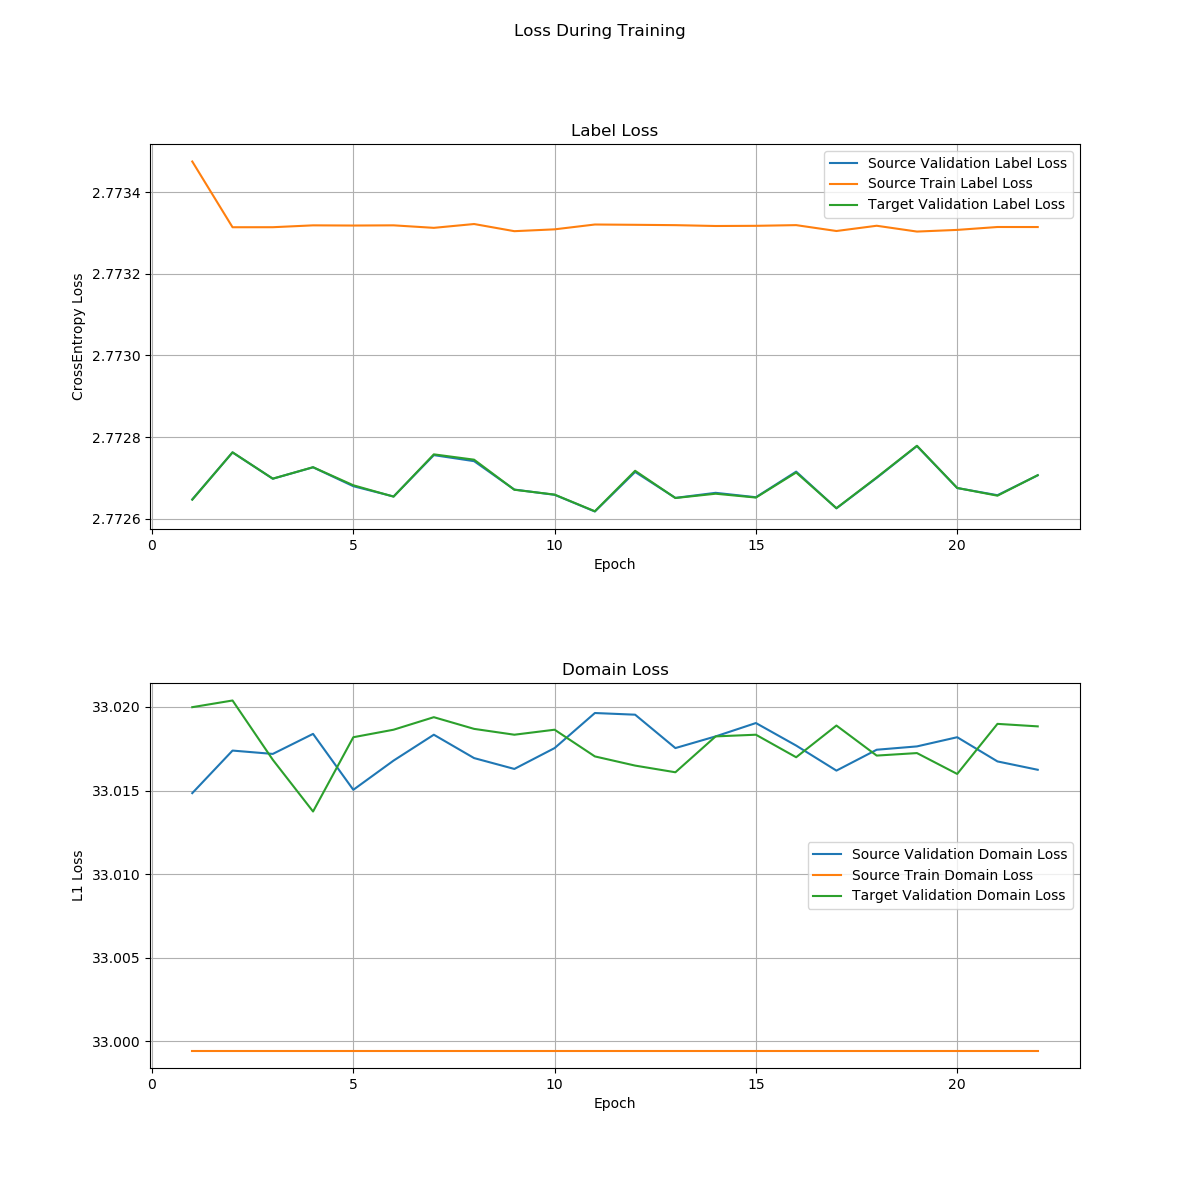 Loss During Training
Label Loss
Source Validation Label Loss
Source Train Label Loss
Target Validation Label Loss
2.7734
2.7732
2.7730
2.7728
2.7726
CrossEntropy Loss
0 5 10 15 20
Epoch
Domain Loss
33.020
33.015
33.010
33.005
33.000
L1 Loss
Source Validation Domain Loss
Source Train Domain Loss
Target Validation Domain Loss
0 5 10 15 20
Epoch